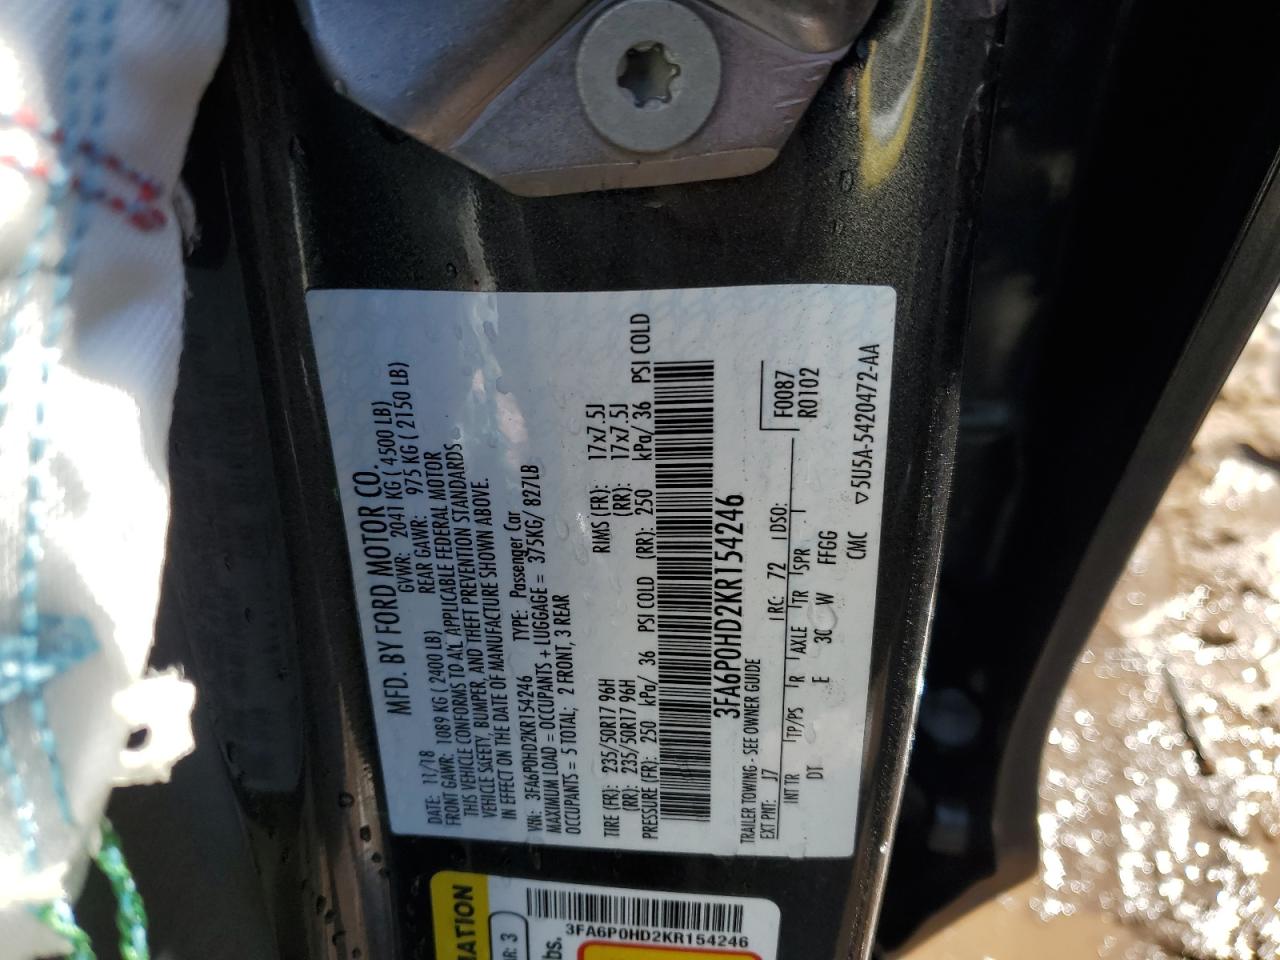 MFD. BY FORD MOTOR CO.
DATE: 11/18 GVWR: 2041 KG ( 4500 LB)
FRONT GAWR: 1089 KG ( 2400 LB) REAR GAWR: 975 KG ( 2150 LB)
THIS VEHICLE CONFORMS TO ALL APPLICABLE FEDERAL MOTOR
VEHICLE SAFETY, BUMPER, AND THEFT PREVENTION STANDARDS
IN EFFECT ON THE DATE OF MANUFACTURE SHOWN ABOVE.
VIN: 3FA6P0HD2KR154246 TYPE: Passenger Car
MAXIMUM LOAD = OCCUPANTS + LUGGAGE = 375KG/ 827LB
OCCUPANTS = 5 TOTAL; 2 FRONT, 3 REAR
TIRE (FR): 235/50R17 96H RIMS (FR): 17x7.5J
(RR): 235/50R17 96H (RR): 17x7.5J
PRESSURE (FR): 250 kPa/ 36 PSI COLD (RR): 250 kPa/ 36 PSI COLD
3FA6P0HD2KR154246
TRAILER TOWING - SEE OWNER GUIDE F0087
EXT PNT: J7 RC: 72 DSO: R0102
INT TR TP/PS R AXLE TR SPR
DT E 3C W FFGG
CMC ▽5U5A-5420472-AA
3FA6P0HD2KR154246